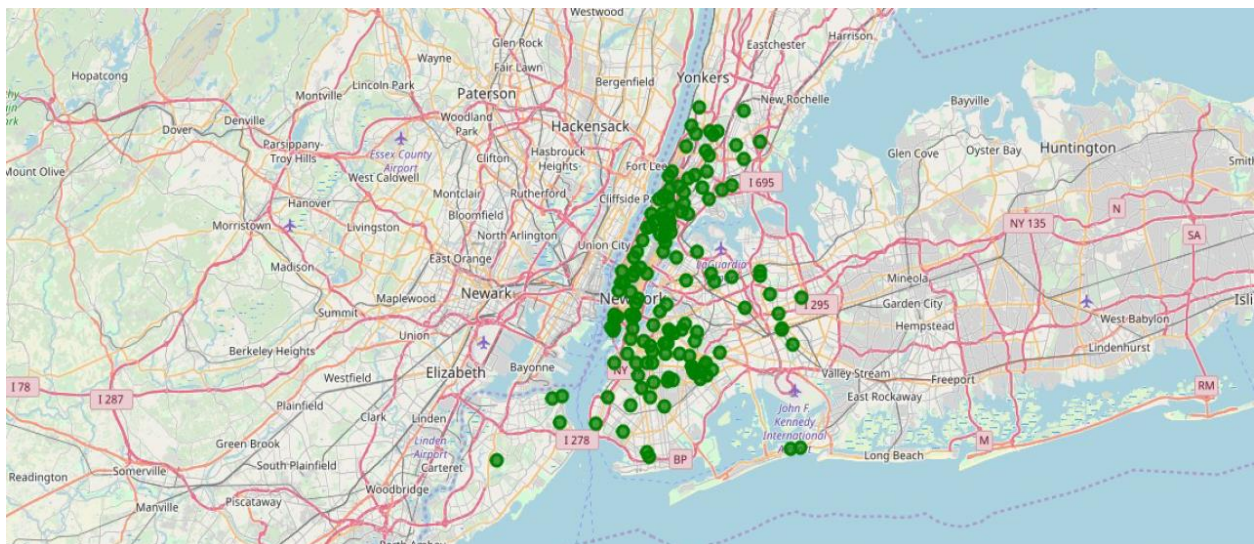 Westwood
Glen Rock
Eastchester
Harrison
Wayne
Fair Lawn
Hopatcong
Lincoln Park
Bergenfield
Yonkers
Montville
Paterson
New Rochelle
Bayville
Denville
Woodland
Park
Hackensack
Dover
Parsippany-
Troy Hills
Essex County
Airport
Clifton
Hasbrouck
Heights
Fort Lee
Glen Cove
Oyster Bay
Huntington
Mount Olive
West Caldwell
I 695
Montclair
Rutherford
Cliffside
Hanover
Bloomfield
N
Morristown
Livingston
North Arlington
NY 135
SA
Union City
East Orange
LaGuardia
Madison
Mineola
Newark
New York
Maplewood
I 295
Garden City
Summit
Union
Hempstead
West Babylon
Berkeley Heights
Lindenhurst
Elizabeth
Bayonne
I 78
Westfield
NY
Valley Stream
Freeport
RM
I 287
Plainfield
Clark
Linden
East Rockaway
John F.
Kennedy
International
Green Brook
Linden
Airport
I 278
M
South Plainfield
Carteret
BP
Long Beach
Readington
Somerville
Woodbridge
Piscataway
Manville
Perth Amboy